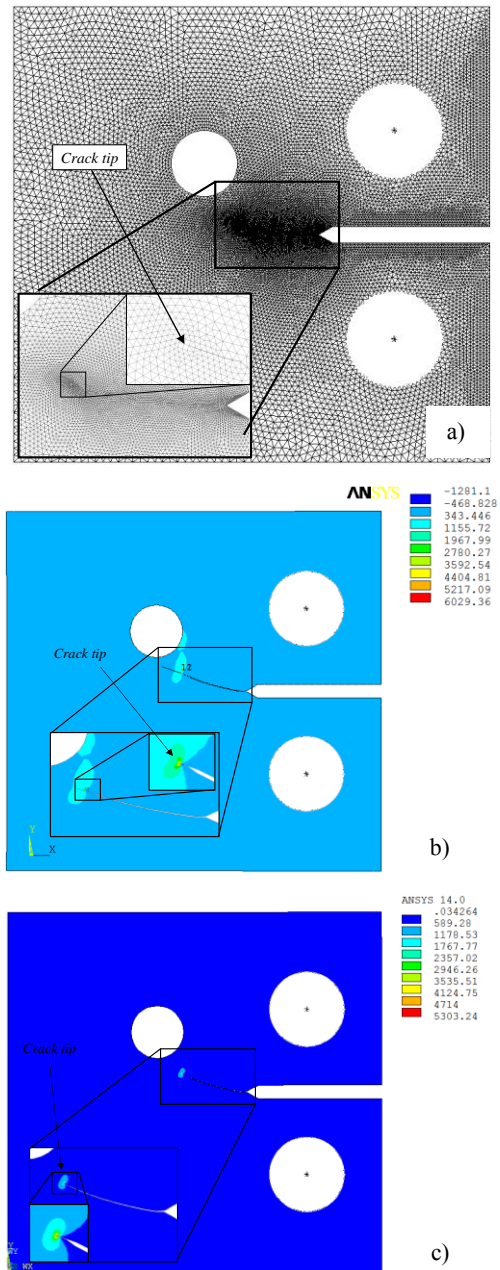 Crack tip
a)
ANSYS
-1281.1
-468.828
343.446
1155.72
1967.99
2780.27
3592.54
4404.81
5217.09
6029.36
Crack tip
Y
X
b)
ANSYS 14.0
.034264
589.28
1178.53
1767.77
2357.02
2946.26
3535.51
4124.75
4714
5303.24
Crack tip
Y
c)